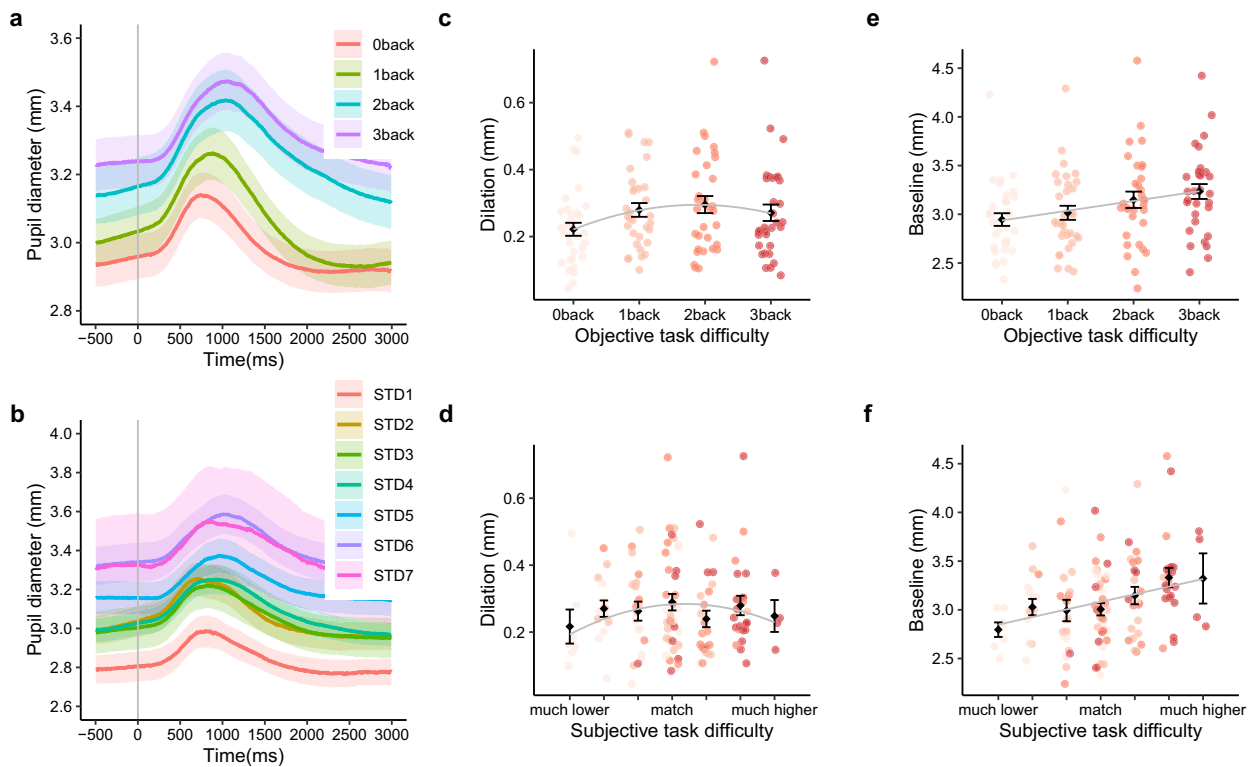 a
3.6
3.4
3.2
3.0
2.8
Pupil diameter (mm)
−500 0 500 1000 1500 2000 2500 3000
Time(ms)
0back
1back
2back
3back
c
0.6
0.4
0.2
Dilation (mm)
0back 1back 2back 3back
Objective task difficulty
e
4.5
4.0
3.5
3.0
2.5
Baseline (mm)
0back 1back 2back 3back
Objective task difficulty
b
4.0
3.8
3.6
3.4
3.2
3.0
2.8
2.6
Pupil diameter (mm)
−500 0 500 1000 1500 2000 2500 3000
Time(ms)
STD1
STD2
STD3
STD4
STD5
STD6
STD7
d
0.6
0.4
0.2
Dilation (mm)
much lower match much higher
Subjective task difficulty
f
4.5
4.0
3.5
3.0
2.5
Baseline (mm)
much lower match much higher
Subjective task difficulty